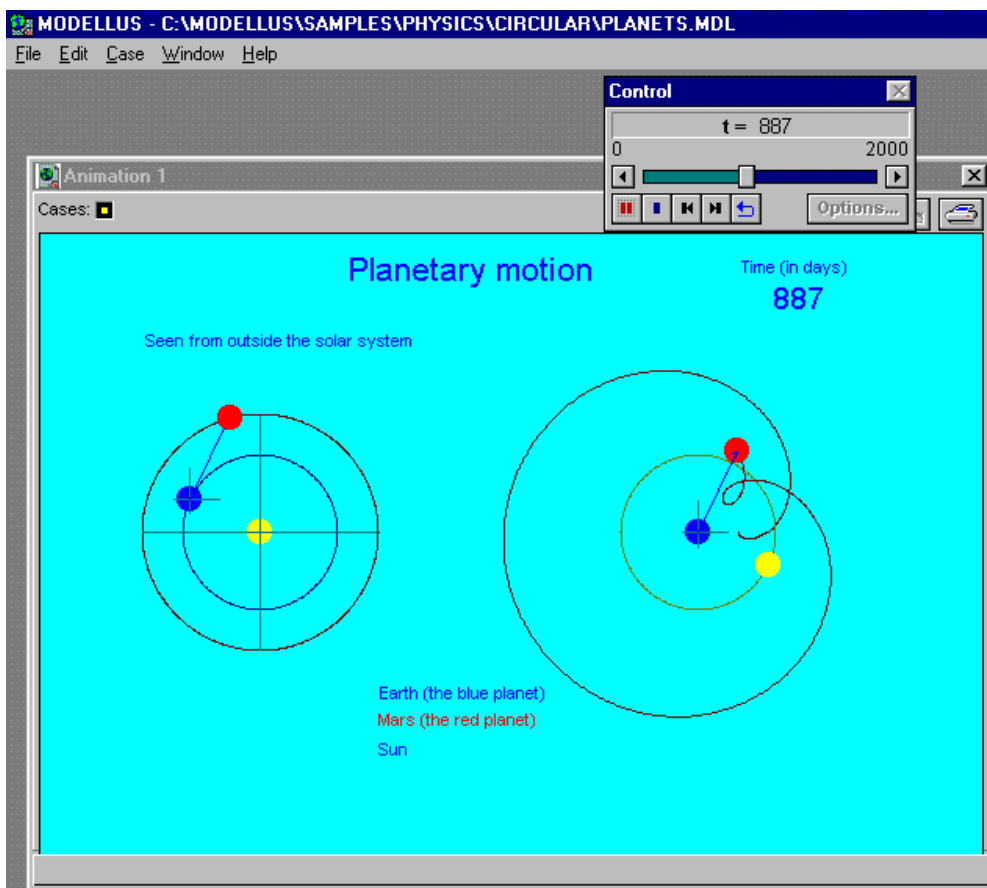 MODELLUS - C:\MODELLUS\SAMPLES\PHYSICS\CIRCULAR\PLANETS.MDL
File Edit Case Window Help
Control
t = 887
0 2000
Options...
Animation 1
Cases:
Planetary motion
Time (in days)
887
Seen from outside the solar system
Earth (the blue planet)
Mars (the red planet)
Sun